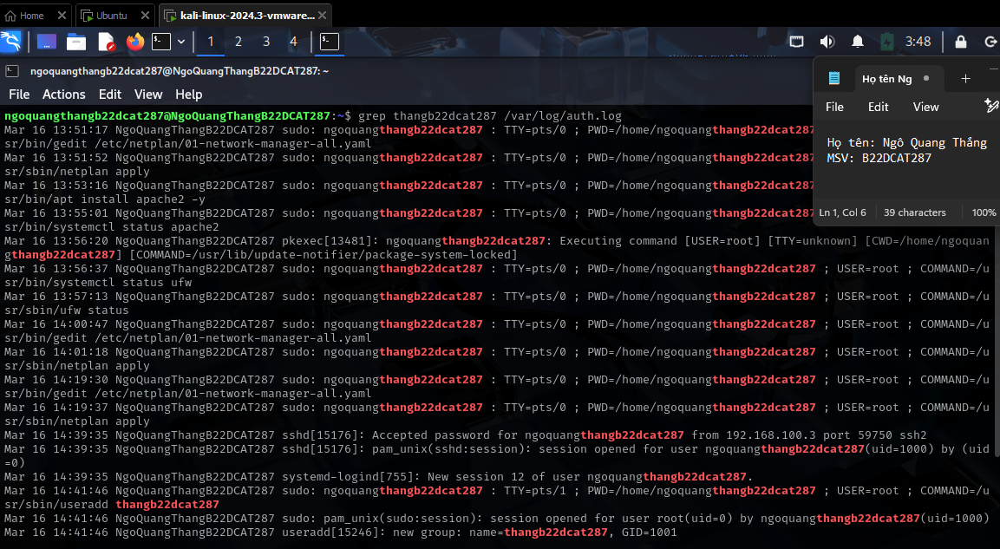 Home
Ubuntu
kali-linux-2024.3-vmware...
1 2 3 4
3:48
ngoquangthangb22dcat287@NgoQuangThangB22DCAT287: ~
File Actions Edit View Help
ngoquangthangb22dcat287@NgoQuangThangB22DCAT287:~$ grep thangb22dcat287 /var/log/auth.log
Mar 16 13:51:17 NgoQuangThangB22DCAT287 sudo: ngoquangthangb22dcat287 : TTY=pts/0 ; PWD=/home/ngoquangthangb22dcat287
sr/bin/gedit /etc/netplan/01-network-manager-all.yaml
Mar 16 13:51:52 NgoQuangThangB22DCAT287 sudo: ngoquangthangb22dcat287 : TTY=pts/0 ; PWD=/home/ngoquangthangb22dcat287
sr/sbin/netplan apply
Mar 16 13:53:16 NgoQuangThangB22DCAT287 sudo: ngoquangthangb22dcat287 : TTY=pts/0 ; PWD=/home/ngoquangthangb22dcat287
sr/bin/apt install apache2 -y
Mar 16 13:55:01 NgoQuangThangB22DCAT287 sudo: ngoquangthangb22dcat287 : TTY=pts/0 ; PWD=/home/ngoquangthangb22dcat287
sr/bin/systemctl status apache2
Mar 16 13:56:20 NgoQuangThangB22DCAT287 pkexec[13481]: ngoquangthangb22dcat287: Executing command [USER=root] [TTY=unknown] [CWD=/home/ngoquan
gthangb22dcat287] [COMMAND=/usr/lib/update-notifier/package-system-locked]
Mar 16 13:56:37 NgoQuangThangB22DCAT287 sudo: ngoquangthangb22dcat287 : TTY=pts/0 ; PWD=/home/ngoquangthangb22dcat287 ; USER=root ; COMMAND=/u
sr/bin/systemctl status ufw
Mar 16 13:57:13 NgoQuangThangB22DCAT287 sudo: ngoquangthangb22dcat287 : TTY=pts/0 ; PWD=/home/ngoquangthangb22dcat287 ; USER=root ; COMMAND=/u
sr/sbin/ufw status
Mar 16 14:00:47 NgoQuangThangB22DCAT287 sudo: ngoquangthangb22dcat287 : TTY=pts/0 ; PWD=/home/ngoquangthangb22dcat287 ; USER=root ; COMMAND=/u
sr/bin/gedit /etc/netplan/01-network-manager-all.yaml
Mar 16 14:01:18 NgoQuangThangB22DCAT287 sudo: ngoquangthangb22dcat287 : TTY=pts/0 ; PWD=/home/ngoquangthangb22dcat287 ; USER=root ; COMMAND=/u
sr/sbin/netplan apply
Mar 16 14:19:30 NgoQuangThangB22DCAT287 sudo: ngoquangthangb22dcat287 : TTY=pts/0 ; PWD=/home/ngoquangthangb22dcat287 ; USER=root ; COMMAND=/u
sr/bin/gedit /etc/netplan/01-network-manager-all.yaml
Mar 16 14:19:37 NgoQuangThangB22DCAT287 sudo: ngoquangthangb22dcat287 : TTY=pts/0 ; PWD=/home/ngoquangthangb22dcat287 ; USER=root ; COMMAND=/u
sr/sbin/netplan apply
Mar 16 14:39:35 NgoQuangThangB22DCAT287 sshd[15176]: Accepted password for ngoquangthangb22dcat287 from 192.168.100.3 port 59750 ssh2
Mar 16 14:39:35 NgoQuangThangB22DCAT287 sshd[15176]: pam_unix(sshd:session): session opened for user ngoquangthangb22dcat287(uid=1000) by (uid
=0)
Mar 16 14:39:35 NgoQuangThangB22DCAT287 systemd-logind[755]: New session 12 of user ngoquangthangb22dcat287.
Mar 16 14:41:46 NgoQuangThangB22DCAT287 sudo: ngoquangthangb22dcat287 : TTY=pts/1 ; PWD=/home/ngoquangthangb22dcat287 ; USER=root ; COMMAND=/u
sr/sbin/useradd thangb22dcat287
Mar 16 14:41:46 NgoQuangThangB22DCAT287 sudo: pam_unix(sudo:session): session opened for user root(uid=0) by ngoquangthangb22dcat287(uid=1000)
Mar 16 14:41:46 NgoQuangThangB22DCAT287 useradd[15246]: new group: name=thangb22dcat287, GID=1001
Họ tên Ng
File Edit View
Họ tên: Ngô Quang Thắng
MSV: B22DCAT287
Ln 1, Col 6 39 characters 100%